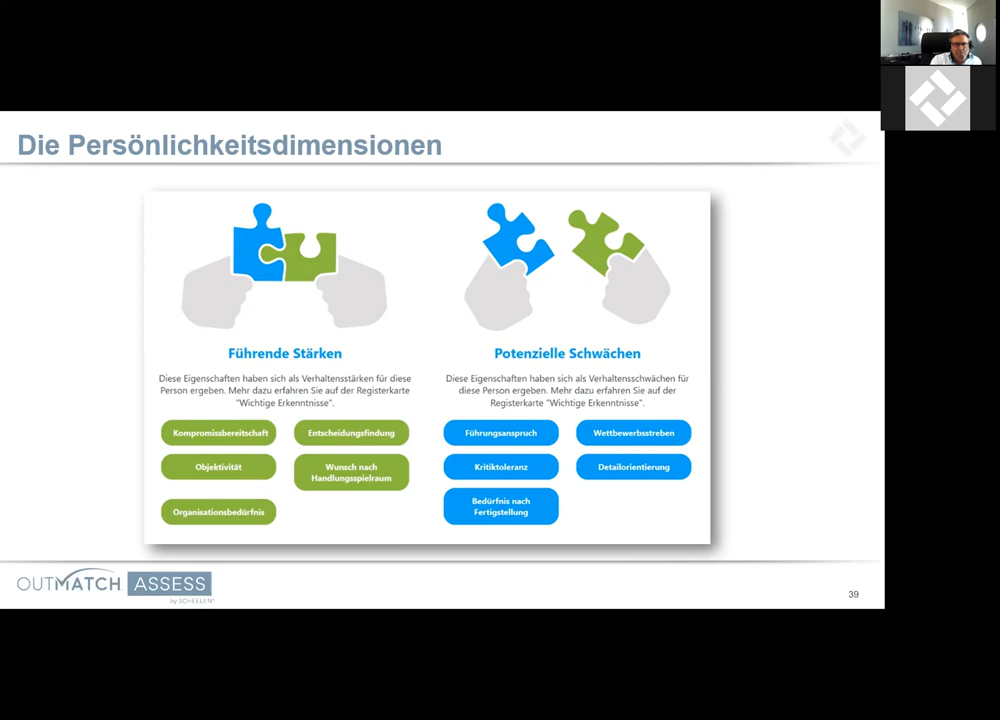 Die Persönlichkeitsdimensionen
Führende Stärken
Diese Eigenschaften haben sich als Verhaltensstärken für diese
Person ergeben. Mehr dazu erfahren Sie auf der Registerkarte
"Wichtige Erkenntnisse".
Kompromissbereitschaft
Entscheidungsfindung
Objektivität
Wunsch nach
Handlungsspielraum
Organisationsbedürfnis
Potenzielle Schwächen
Diese Eigenschaften haben sich als Verhaltensschwächen für
diese Person ergeben. Mehr dazu erfahren Sie auf der
Registerkarte "Wichtige Erkenntnisse".
Führungsanspruch
Wettbewerbsstreben
Kritiktoleranz
Detailorientierung
Bedürfnis nach
Fertigstellung
OUTMATCH ASSESS
by SCHEELEN®
39